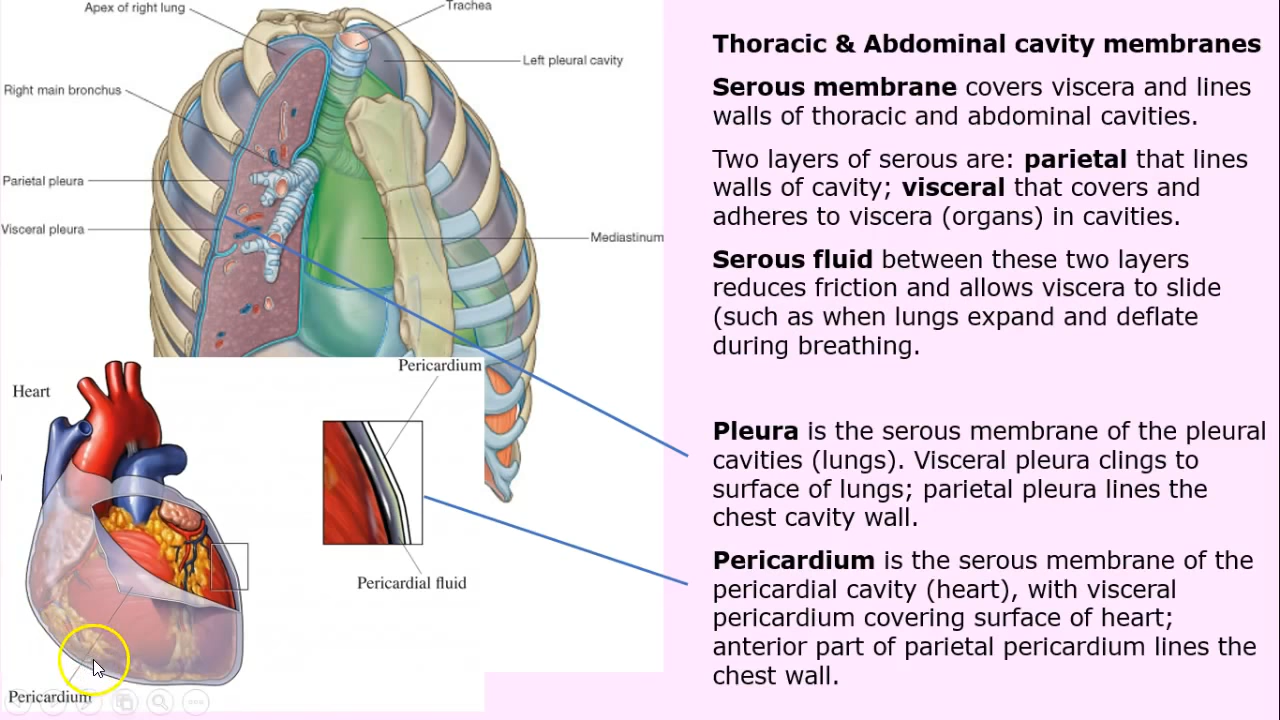 Apex of right lung
Trachea
Left pleural cavity
Right main bronchus
Parietal pleura
Visceral pleura
Mediastinum
Pericardium
Heart
Pericardial fluid
Pericardium
Thoracic & Abdominal cavity membranes
Serous membrane covers viscera and lines
walls of thoracic and abdominal cavities.
Two layers of serous are: parietal that lines
walls of cavity; visceral that covers and
adheres to viscera (organs) in cavities.
Serous fluid between these two layers
reduces friction and allows viscera to slide
(such as when lungs expand and deflate
during breathing.
Pleura is the serous membrane of the pleural
cavities (lungs). Visceral pleura clings to
surface of lungs; parietal pleura lines the
chest cavity wall.
Pericardium is the serous membrane of the
pericardial cavity (heart), with visceral
pericardium covering surface of heart;
anterior part of parietal pericardium lines the
chest wall.